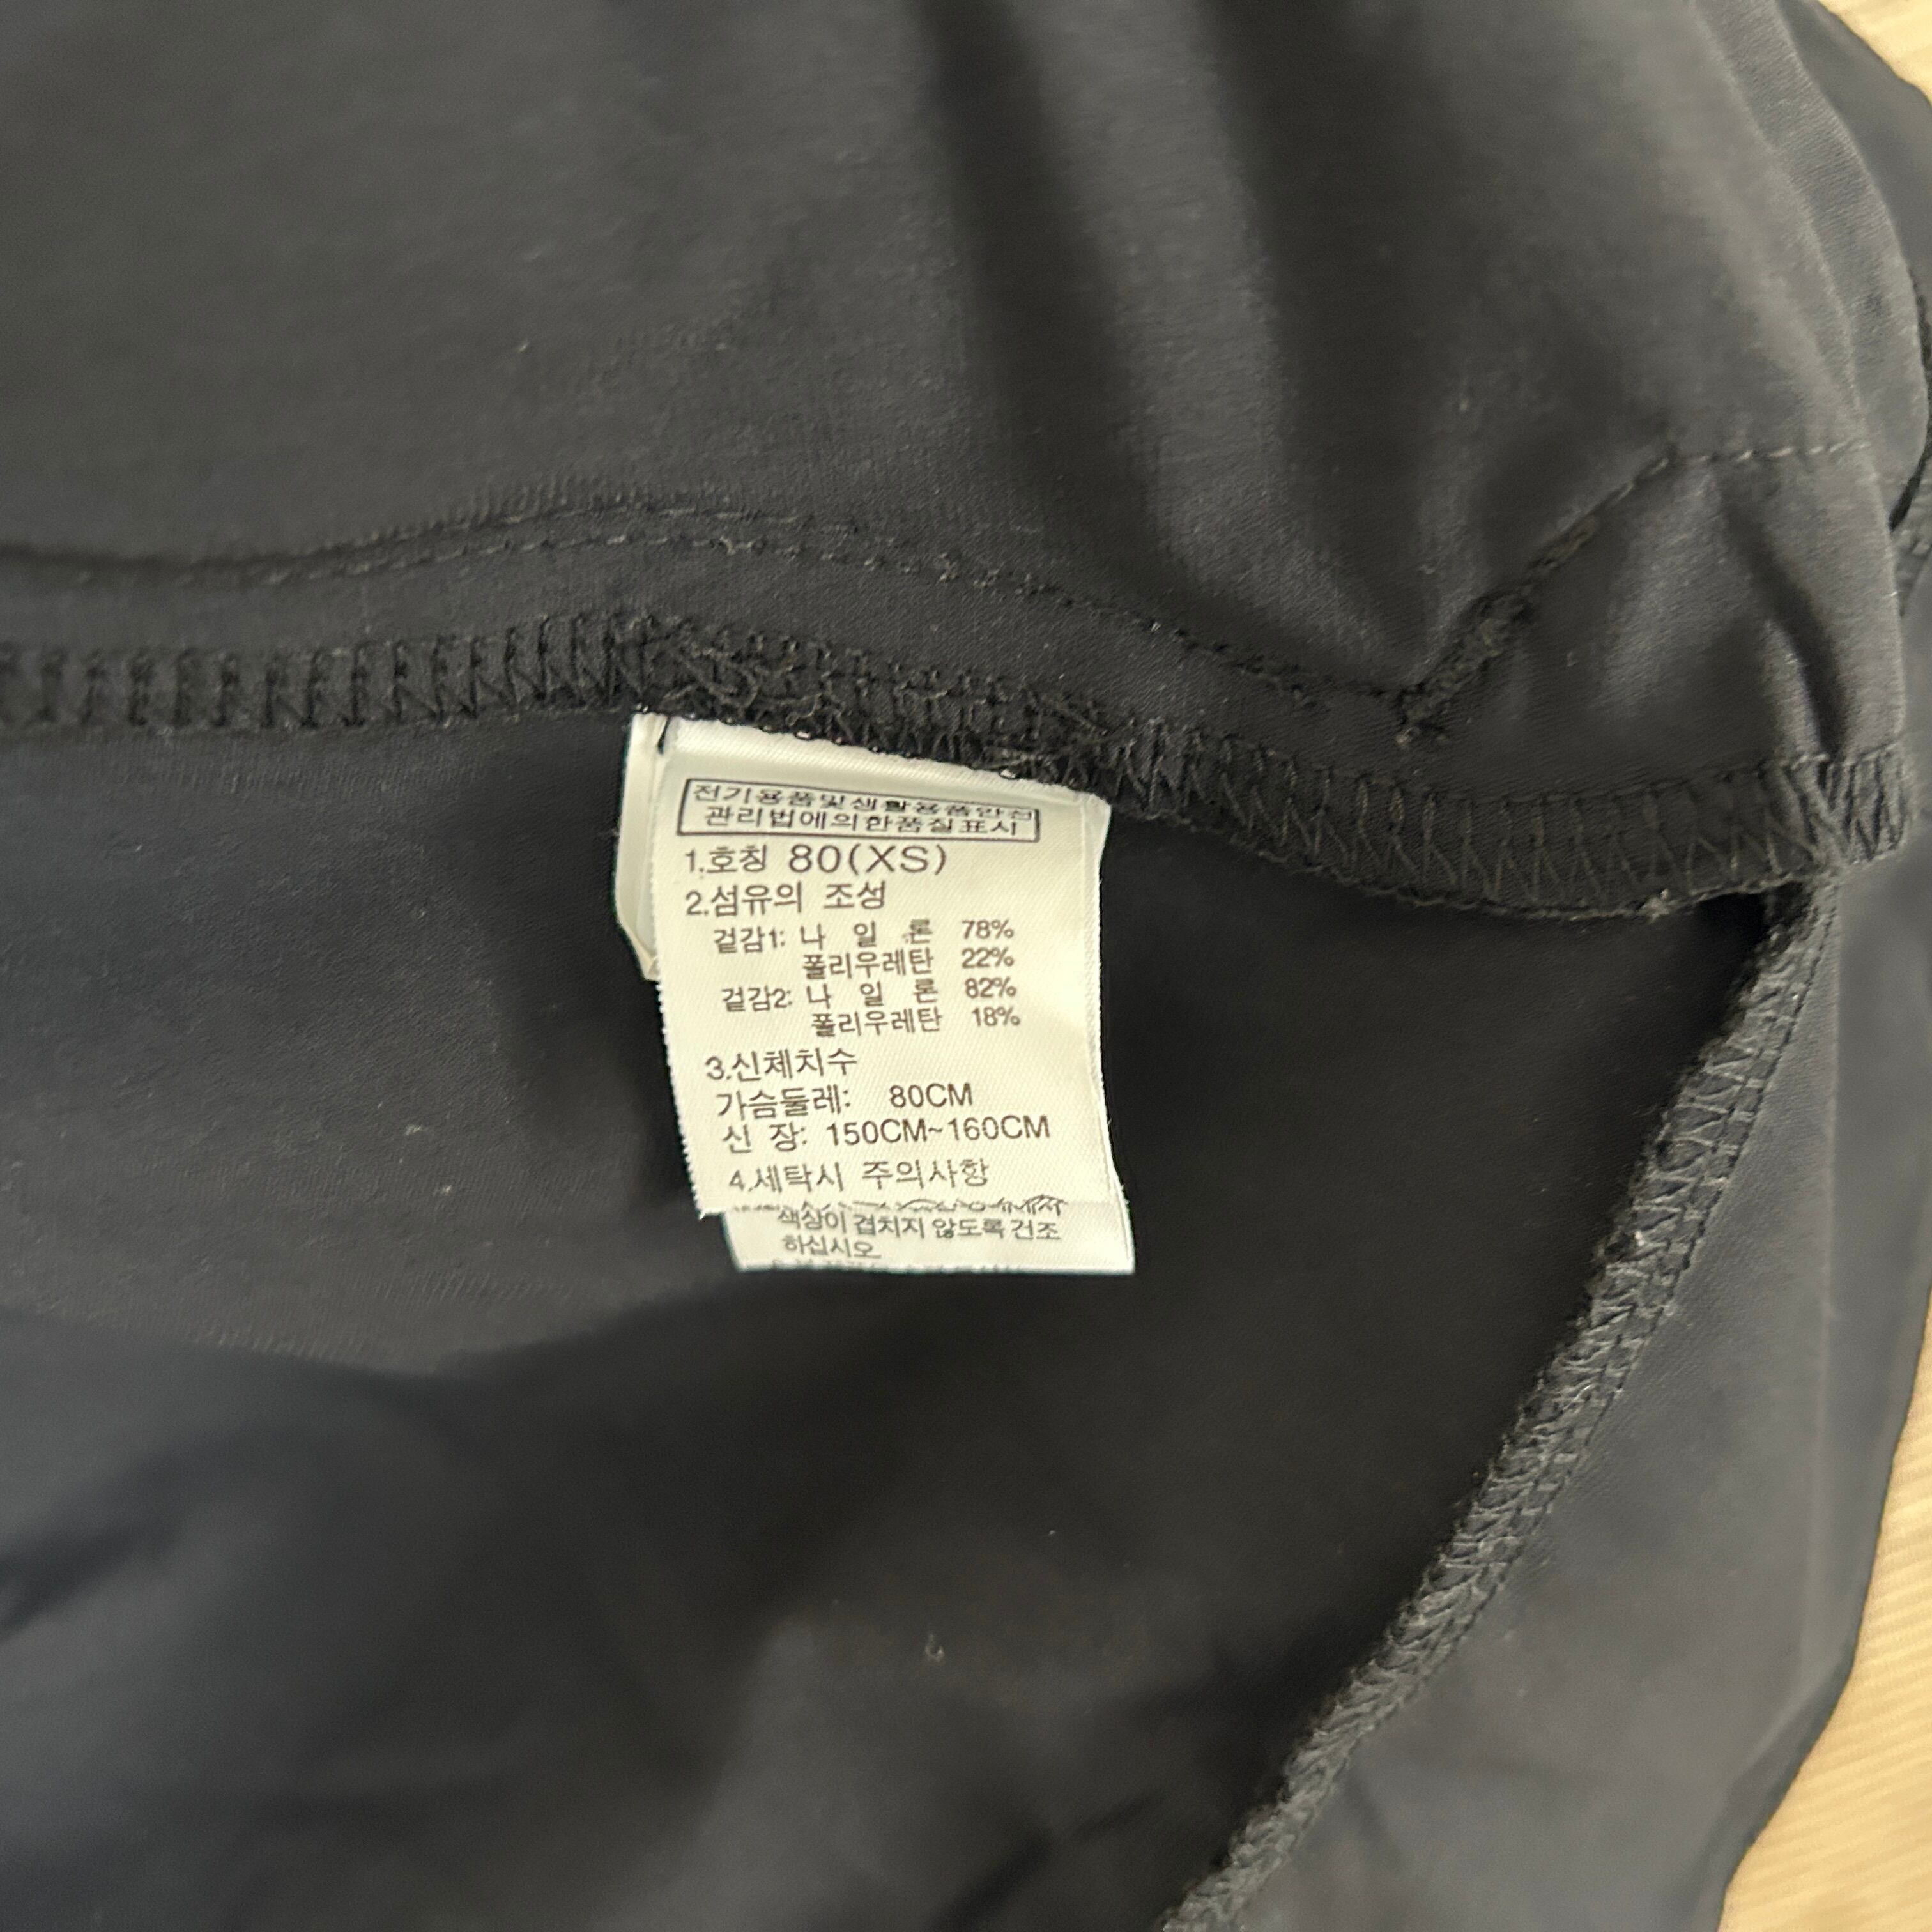 전기용품및생활용품안전
관리법에의한품질표시
1.호칭 80(XS)
2.섬유의 조성
겉감1: 나 일 론 78%
폴리우레탄 22%
겉감2: 나 일 론 82%
폴리우레탄 18%
3.신체치수
가슴둘레: 80CM
신 장: 150CM~160CM
4.세탁시 주의사항
색상이 겹치지 않도록 건조
하십시오